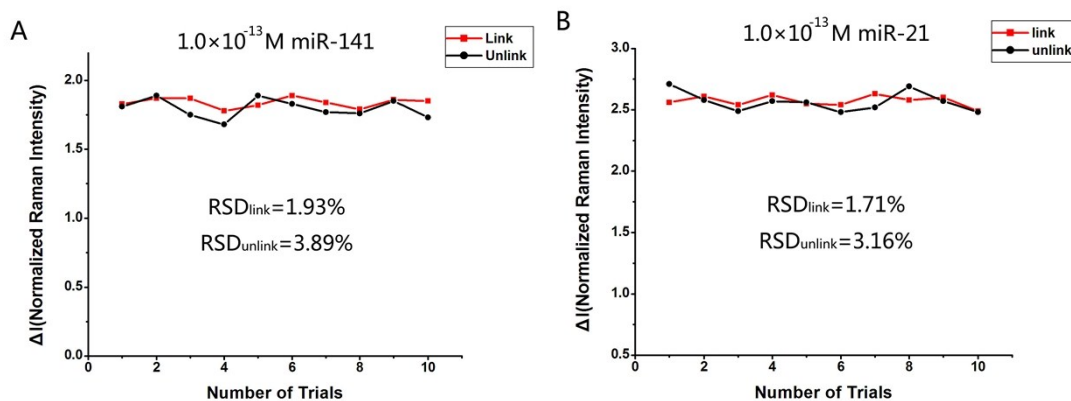 A
1.0×10⁻¹³M miR-141
Link
Unlink
ΔI(Normalized Raman Intensity)
2.0
1.5
1.0
0.5
0.0
RSDlink=1.93%
RSDunlink=3.89%
0 2 4 6 8 10
Number of Trials
B
1.0×10⁻¹³M miR-21
link
unlink
ΔI(Normalized Raman Intensity)
3.0
2.5
2.0
1.5
1.0
0.5
RSDlink=1.71%
RSDunlink=3.16%
0 2 4 6 8 10
Number of Trials